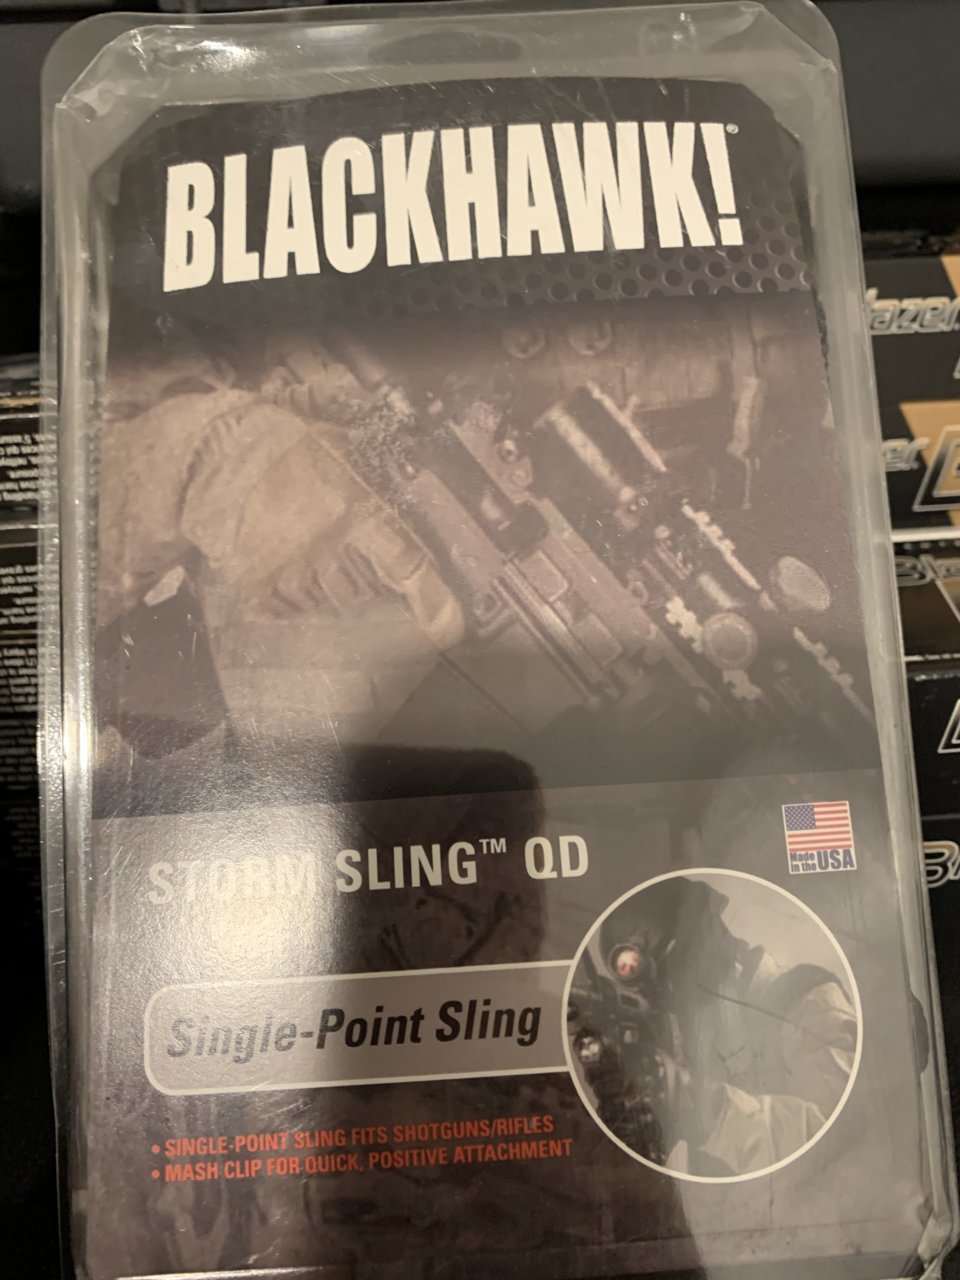 BLACKHAWK!®
STORM SLING™ QD
Made
in the USA
Single-Point Sling
• SINGLE-POINT SLING FITS SHOTGUNS/RIFLES
• MASH CLIP FOR QUICK, POSITIVE ATTACHMENT